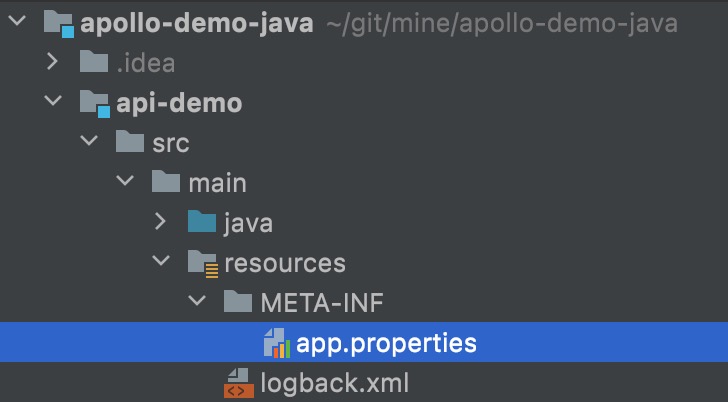 apollo-demo-java ~/git/mine/apollo-demo-java
.idea
api-demo
src
main
java
resources
META-INF
app.properties
logback.xml